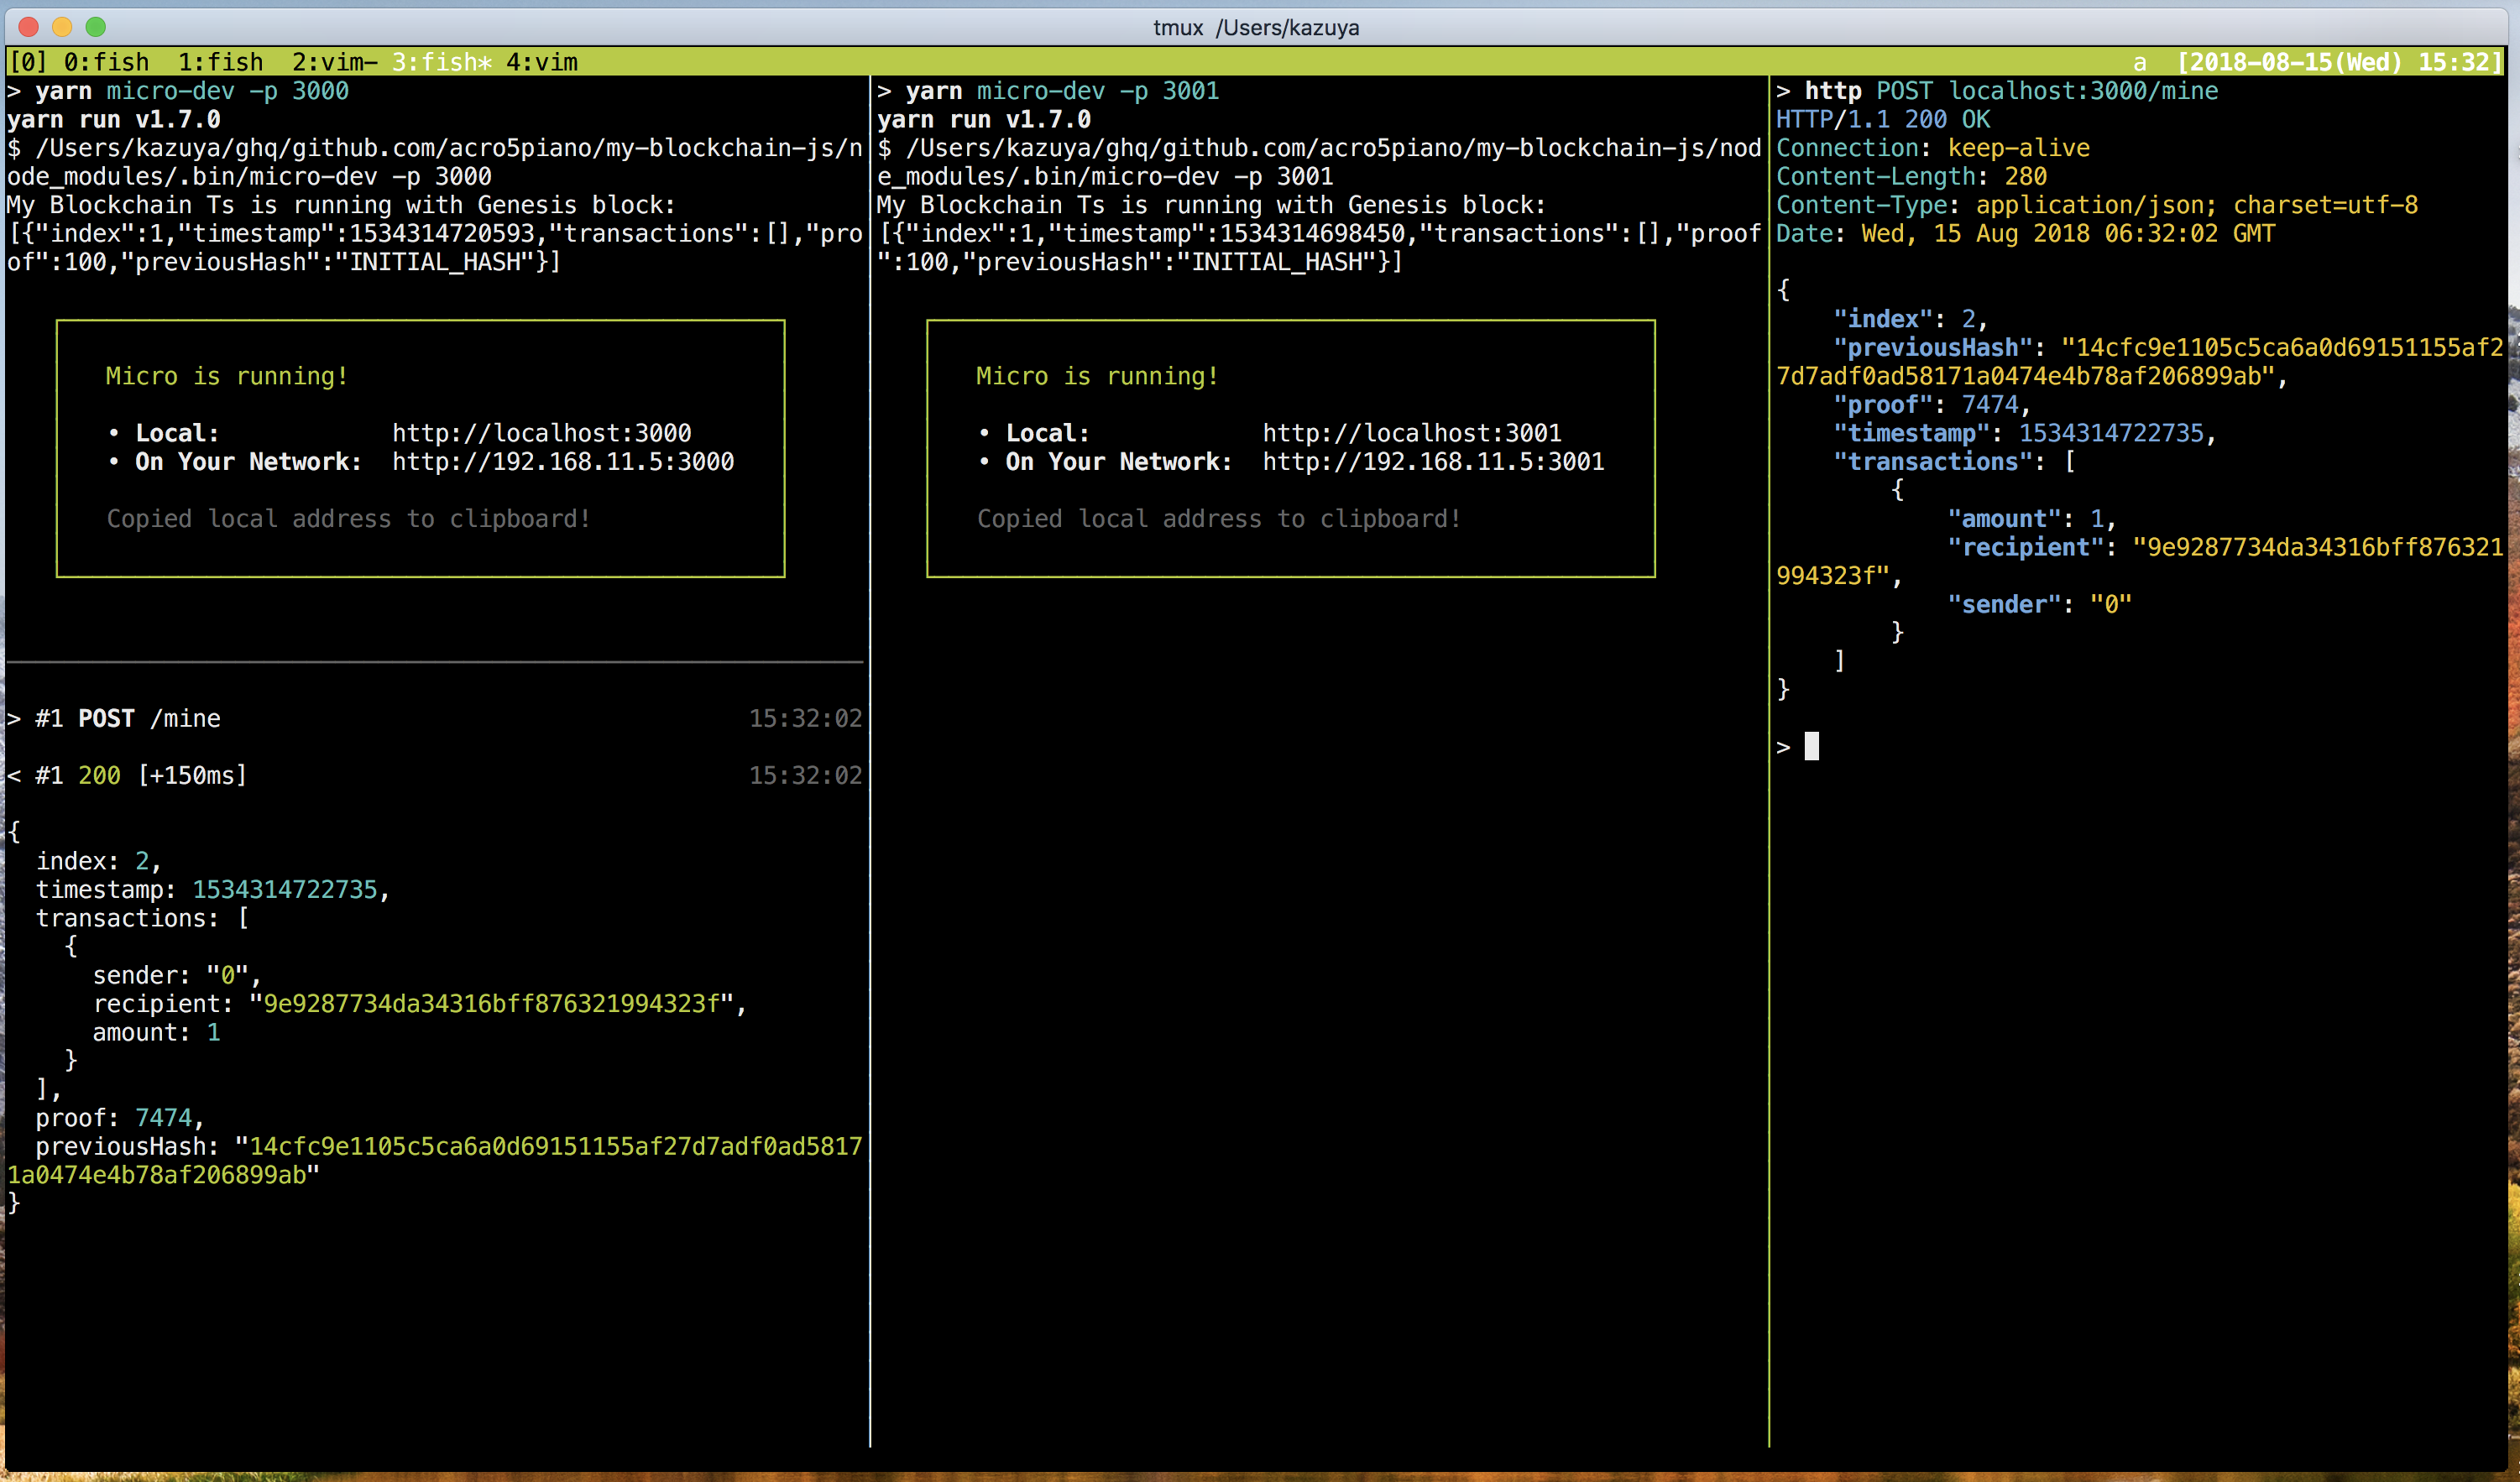 tmux /Users/kazuya
[0] 0:fish 1:fish 2:vim- 3:fish* 4:vim a [2018-08-15(Wed) 15:32]
> yarn micro-dev -p 3000
yarn run v1.7.0
$ /Users/kazuya/ghq/github.com/acro5piano/my-blockchain-js/n
ode_modules/.bin/micro-dev -p 3000
My Blockchain Ts is running with Genesis block:
[{"index":1,"timestamp":1534314720593,"transactions":[],"pro
of":100,"previousHash":"INITIAL_HASH"}]
Micro is running!
• Local: http://localhost:3000
• On Your Network: http://192.168.11.5:3000
Copied local address to clipboard!
> #1 POST /mine 15:32:02
< #1 200 [+150ms] 15:32:02
{
index: 2,
timestamp: 1534314722735,
transactions: [
{
sender: "0",
recipient: "9e9287734da34316bff876321994323f",
amount: 1
}
],
proof: 7474,
previousHash: "14cfc9e1105c5ca6a0d69151155af27d7adf0ad5817
1a0474e4b78af206899ab"
}
> yarn micro-dev -p 3001
yarn run v1.7.0
$ /Users/kazuya/ghq/github.com/acro5piano/my-blockchain-js/nod
e_modules/.bin/micro-dev -p 3001
My Blockchain Ts is running with Genesis block:
[{"index":1,"timestamp":1534314698450,"transactions":[],"proof
":100,"previousHash":"INITIAL_HASH"}]
Micro is running!
• Local: http://localhost:3001
• On Your Network: http://192.168.11.5:3001
Copied local address to clipboard!
> http POST localhost:3000/mine
HTTP/1.1 200 OK
Connection: keep-alive
Content-Length: 280
Content-Type: application/json; charset=utf-8
Date: Wed, 15 Aug 2018 06:32:02 GMT
{
"index": 2,
"previousHash": "14cfc9e1105c5ca6a0d69151155af2
7d7adf0ad58171a0474e4b78af206899ab",
"proof": 7474,
"timestamp": 1534314722735,
"transactions": [
{
"amount": 1,
"recipient": "9e9287734da34316bff876321
994323f",
"sender": "0"
}
]
}
>